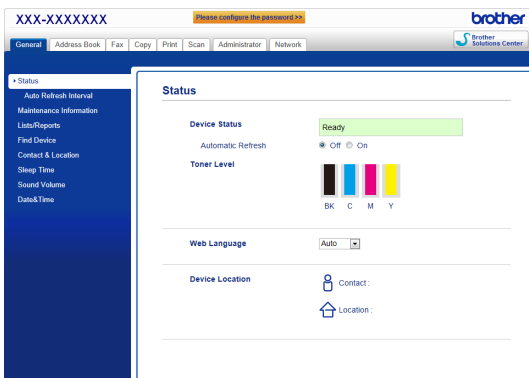 XXX-XXXXXXX
Please configure the password >>
brother
General Address Book Fax Copy Print Scan Administrator Network
Brother
Solutions Center
Status
Auto Refresh Interval
Maintenance Information
Lists/Reports
Find Device
Contact & Location
Sleep Time
Sound Volume
Date&Time
Status
Device Status Ready
Automatic Refresh Off On
Toner Level
BK C M Y
Web Language Auto
Device Location Contact :
Location :